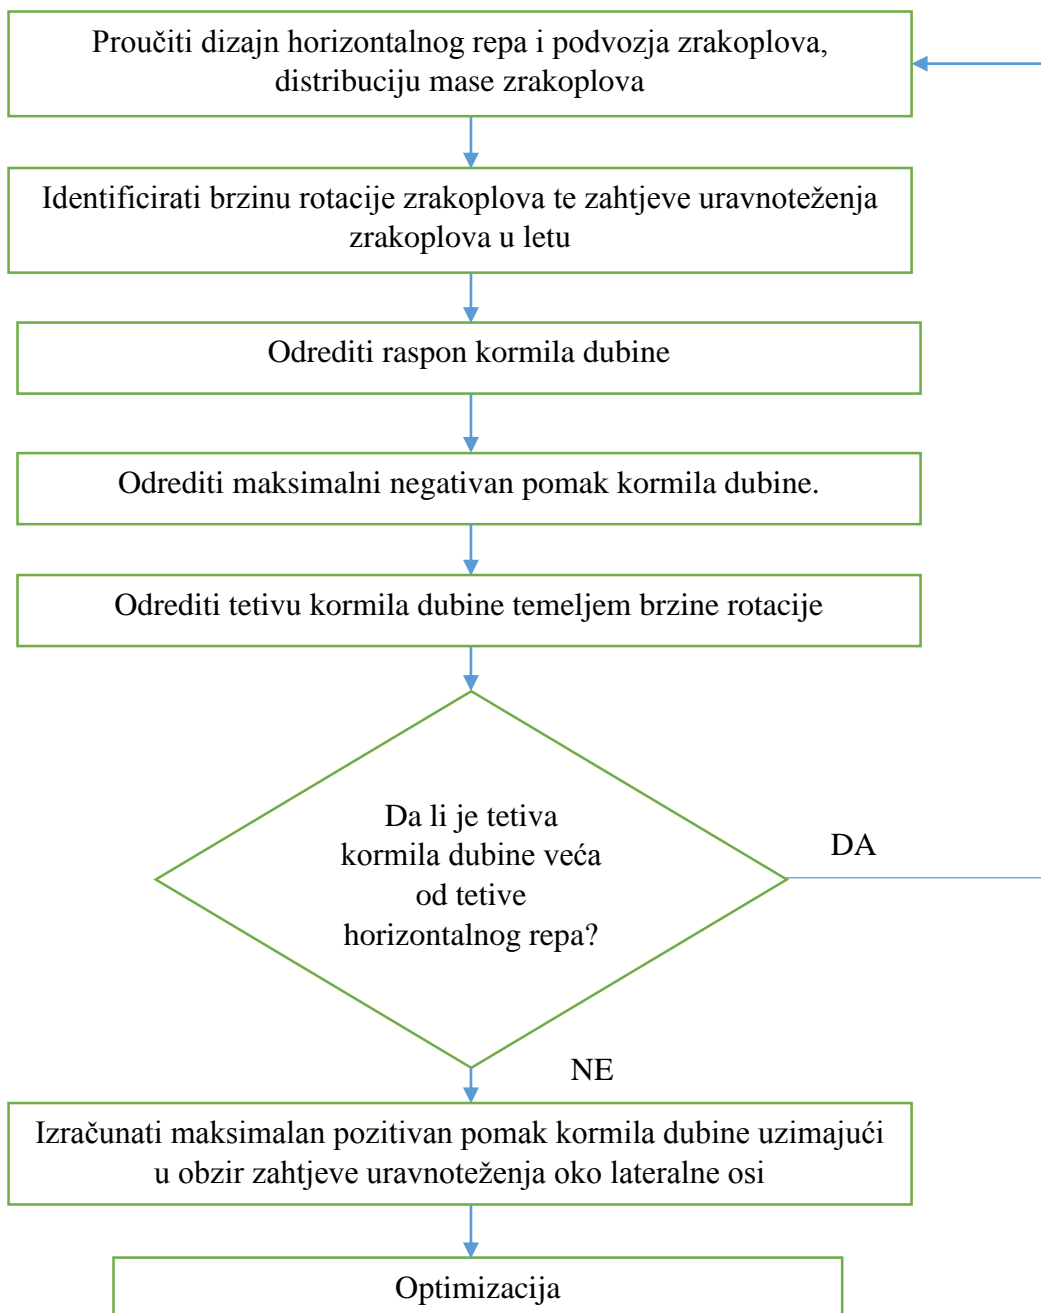 Proučiti dizajn horizontalnog repa i podvozja zrakoplova,
distribuciju mase zrakoplova
Identificirati brzinu rotacije zrakoplova te zahtjeve uravnoteženja
zrakoplova u letu
Odrediti raspon kormila dubine
Odrediti maksimalni negativan pomak kormila dubine.
Odrediti tetivu kormila dubine temeljem brzine rotacije
Da li je tetiva
kormila dubine veća
od tetive
horizontalnog repa?
DA
NE
Izračunati maksimalan pozitivan pomak kormila dubine uzimajući
u obzir zahtjeve uravnoteženja oko lateralne osi
Optimizacija